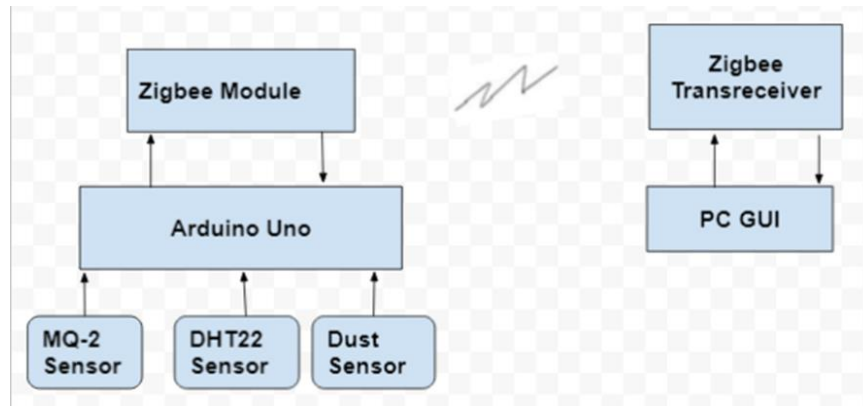 Zigbee Module
Zigbee
Transreceiver
Arduino Uno
PC GUI
MQ-2
Sensor
DHT22
Sensor
Dust
Sensor